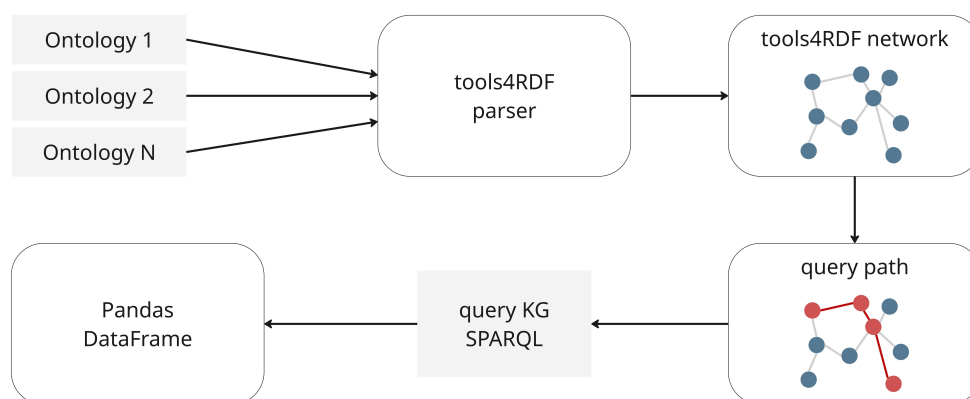 Ontology 1
Ontology 2
Ontology N
tools4RDF
parser
tools4RDF network
query path
query KG
SPARQL
Pandas
DataFrame